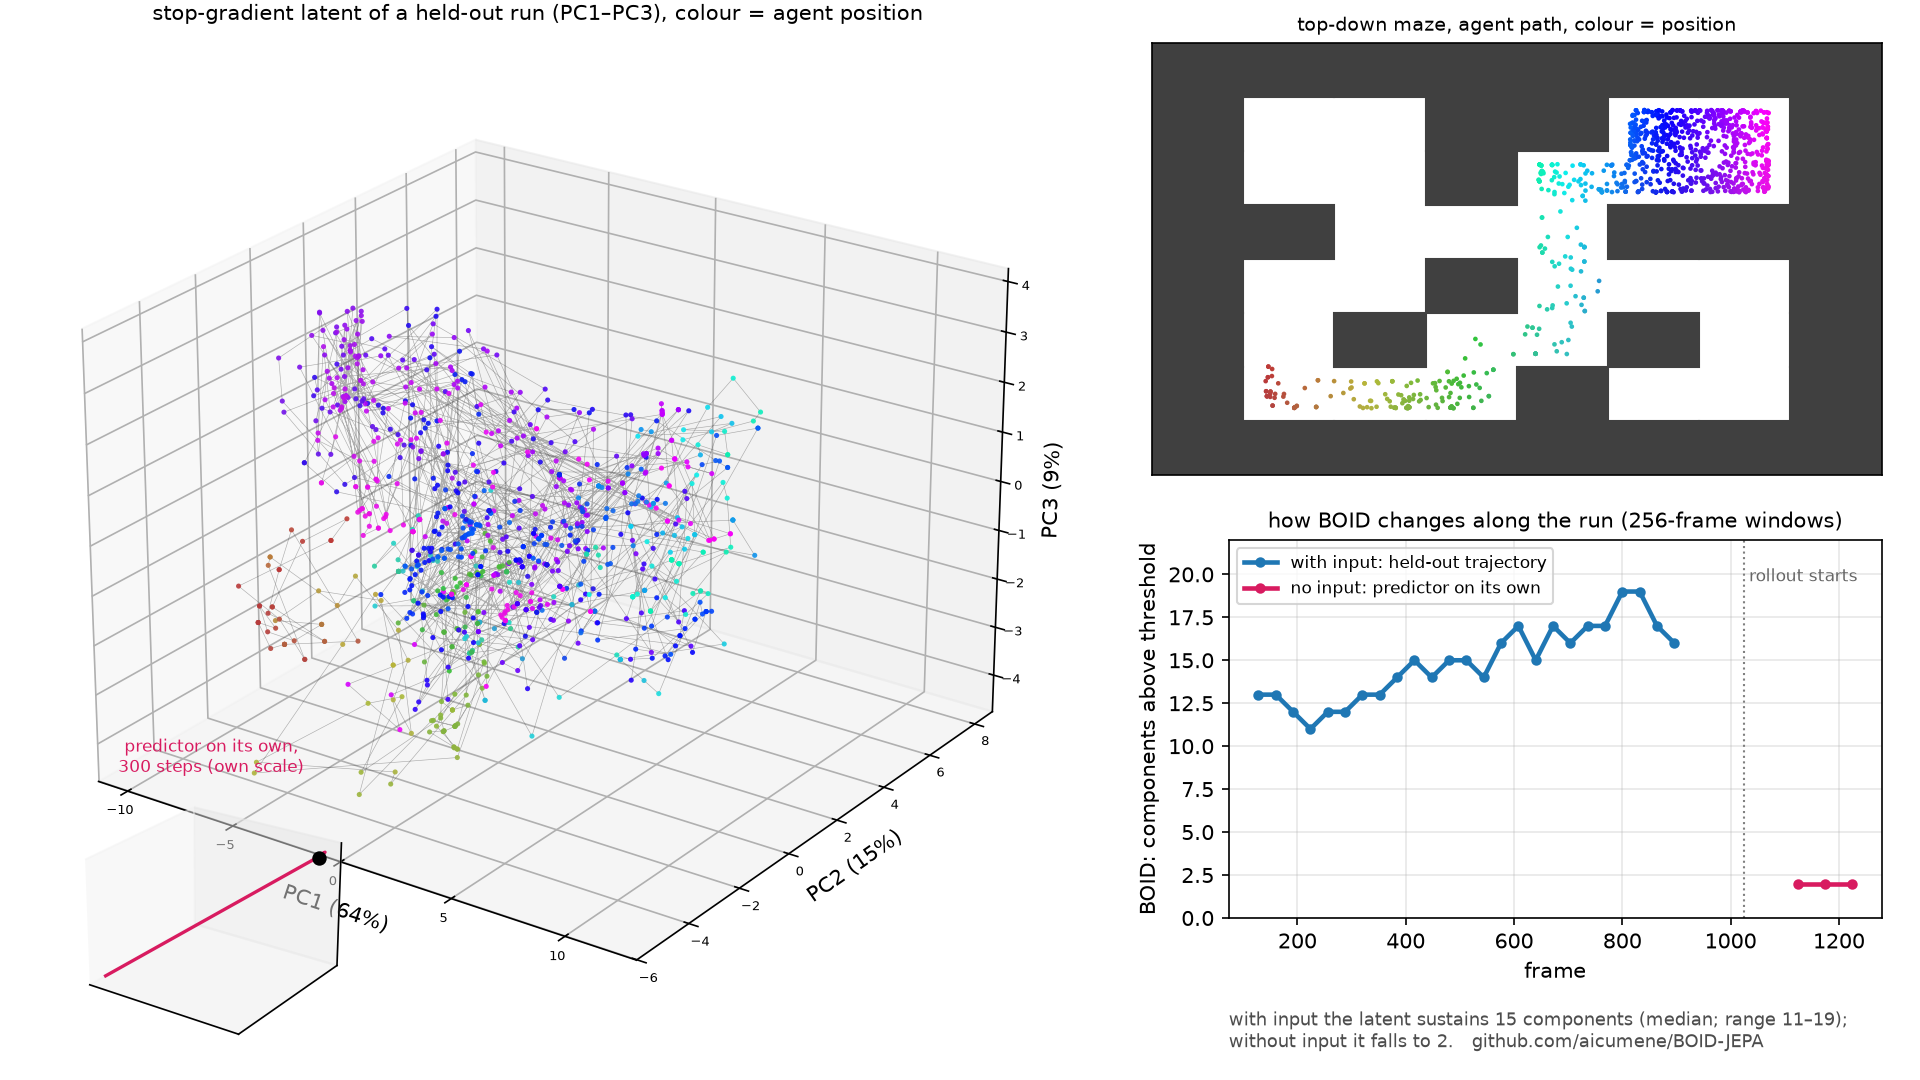 stop-gradient latent of a held-out run (PC1–PC3), colour = agent position
4
3
2
1
0
−1
−2
−3
−4
PC3 (9%)
8
6
4
2
0
−2
−4
−6
PC2 (15%)
−10
−5
0
5
10
PC1 (64%)
predictor on its own,
300 steps (own scale)
top-down maze, agent path, colour = position
how BOID changes along the run (256-frame windows)
with input: held-out trajectory
no input: predictor on its own
rollout starts
BOID: components above threshold
20.0
17.5
15.0
12.5
10.0
7.5
5.0
2.5
0.0
200 400 600 800 1000 1200
frame
with input the latent sustains 15 components (median; range 11–19);
without input it falls to 2. github.com/aicumene/BOID-JEPA